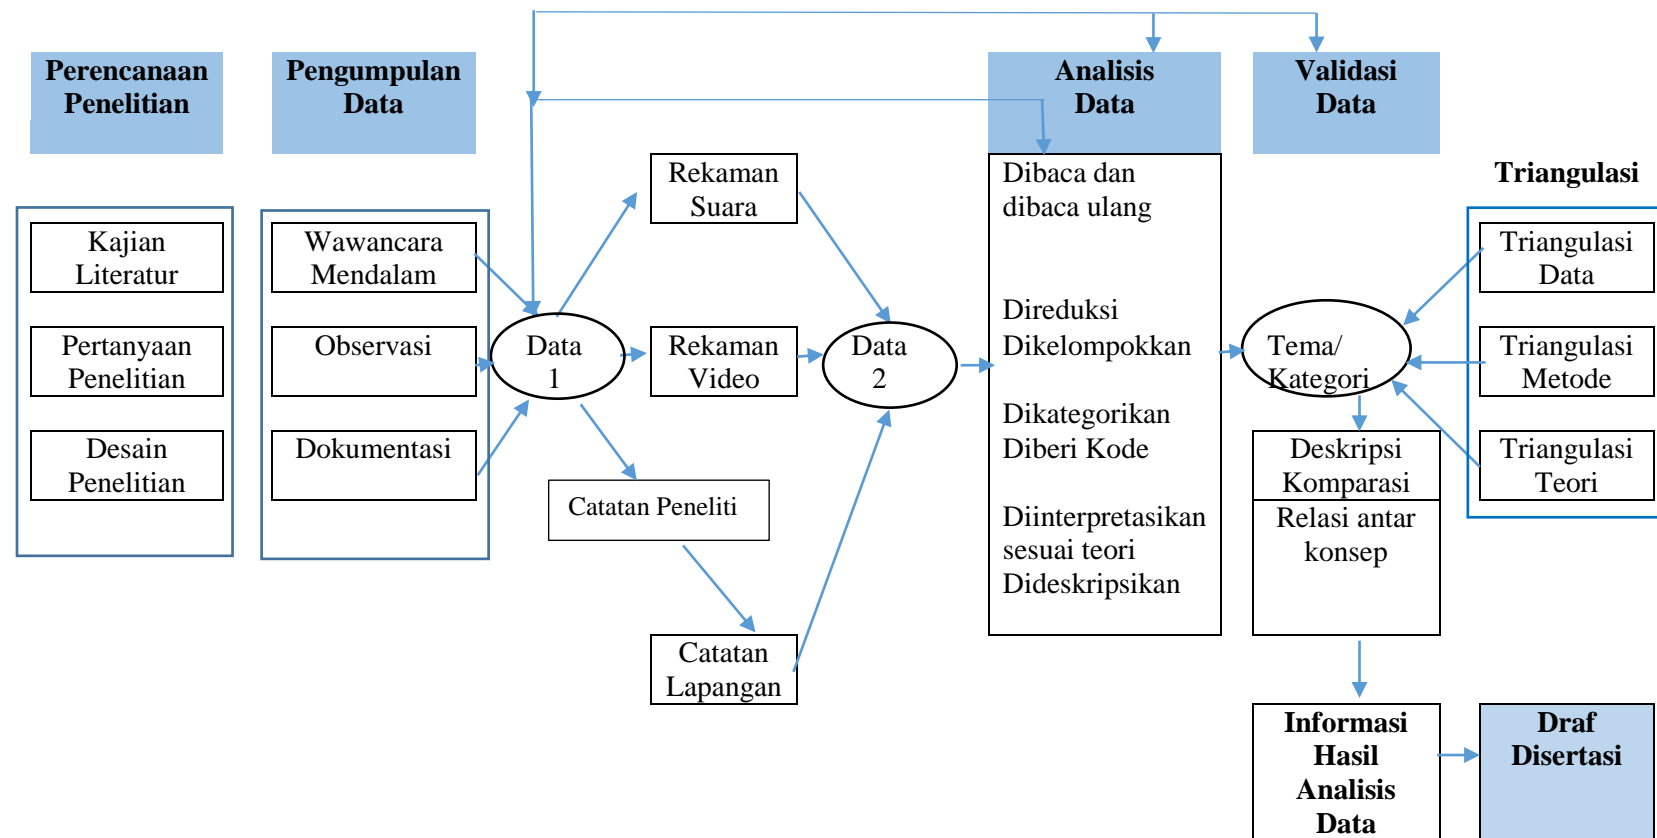 Perencanaan
Penelitian
Pengumpulan
Data
Analisis
Data
Validasi
Data
Kajian
Literatur
Pertanyaan
Penelitian
Desain
Penelitian
Wawancara
Mendalam
Observasi
Dokumentasi
Data
1
Rekaman
Suara
Rekaman
Video
Catatan Peneliti
Catatan
Lapangan
Data
2
Dibaca dan
dibaca ulang
Direduksi
Dikelompokkan
Dikategorikan
Diberi Kode
Diinterpretasikan
sesuai teori
Dideskripsikan
Tema/
Kategori
Deskripsi
Komparasi
Relasi antar
konsep
Triangulasi
Triangulasi
Data
Triangulasi
Metode
Triangulasi
Teori
Informasi
Hasil
Analisis
Data
Draf
Disertasi